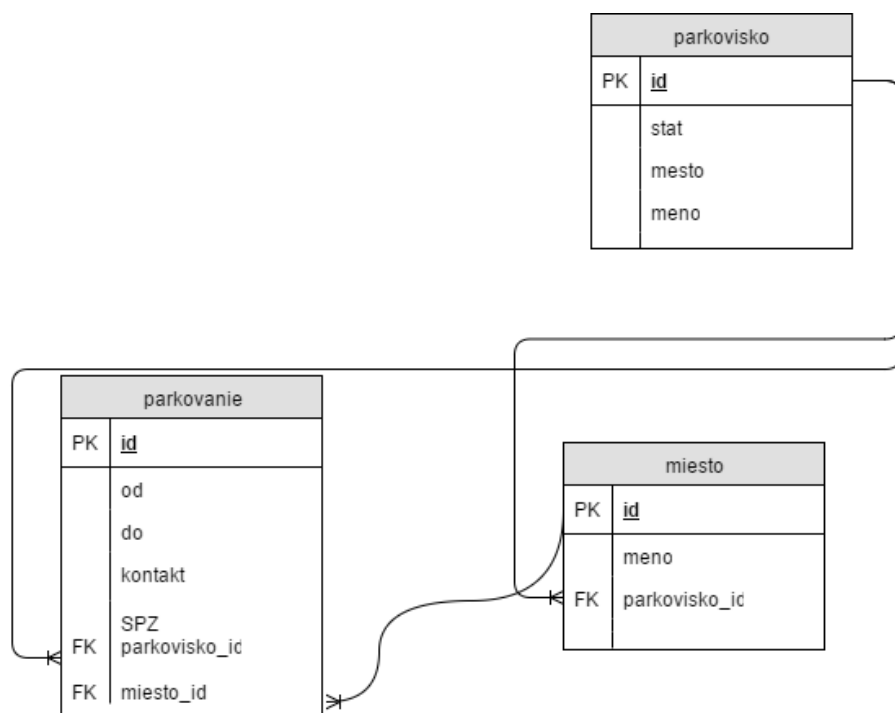 parkovisko
PK id
stat
mesto
meno
parkovanie
PK id
od
do
kontakt
SPZ
FK parkovisko_id
FK miesto_id
miesto
PK id
meno
FK parkovisko_id